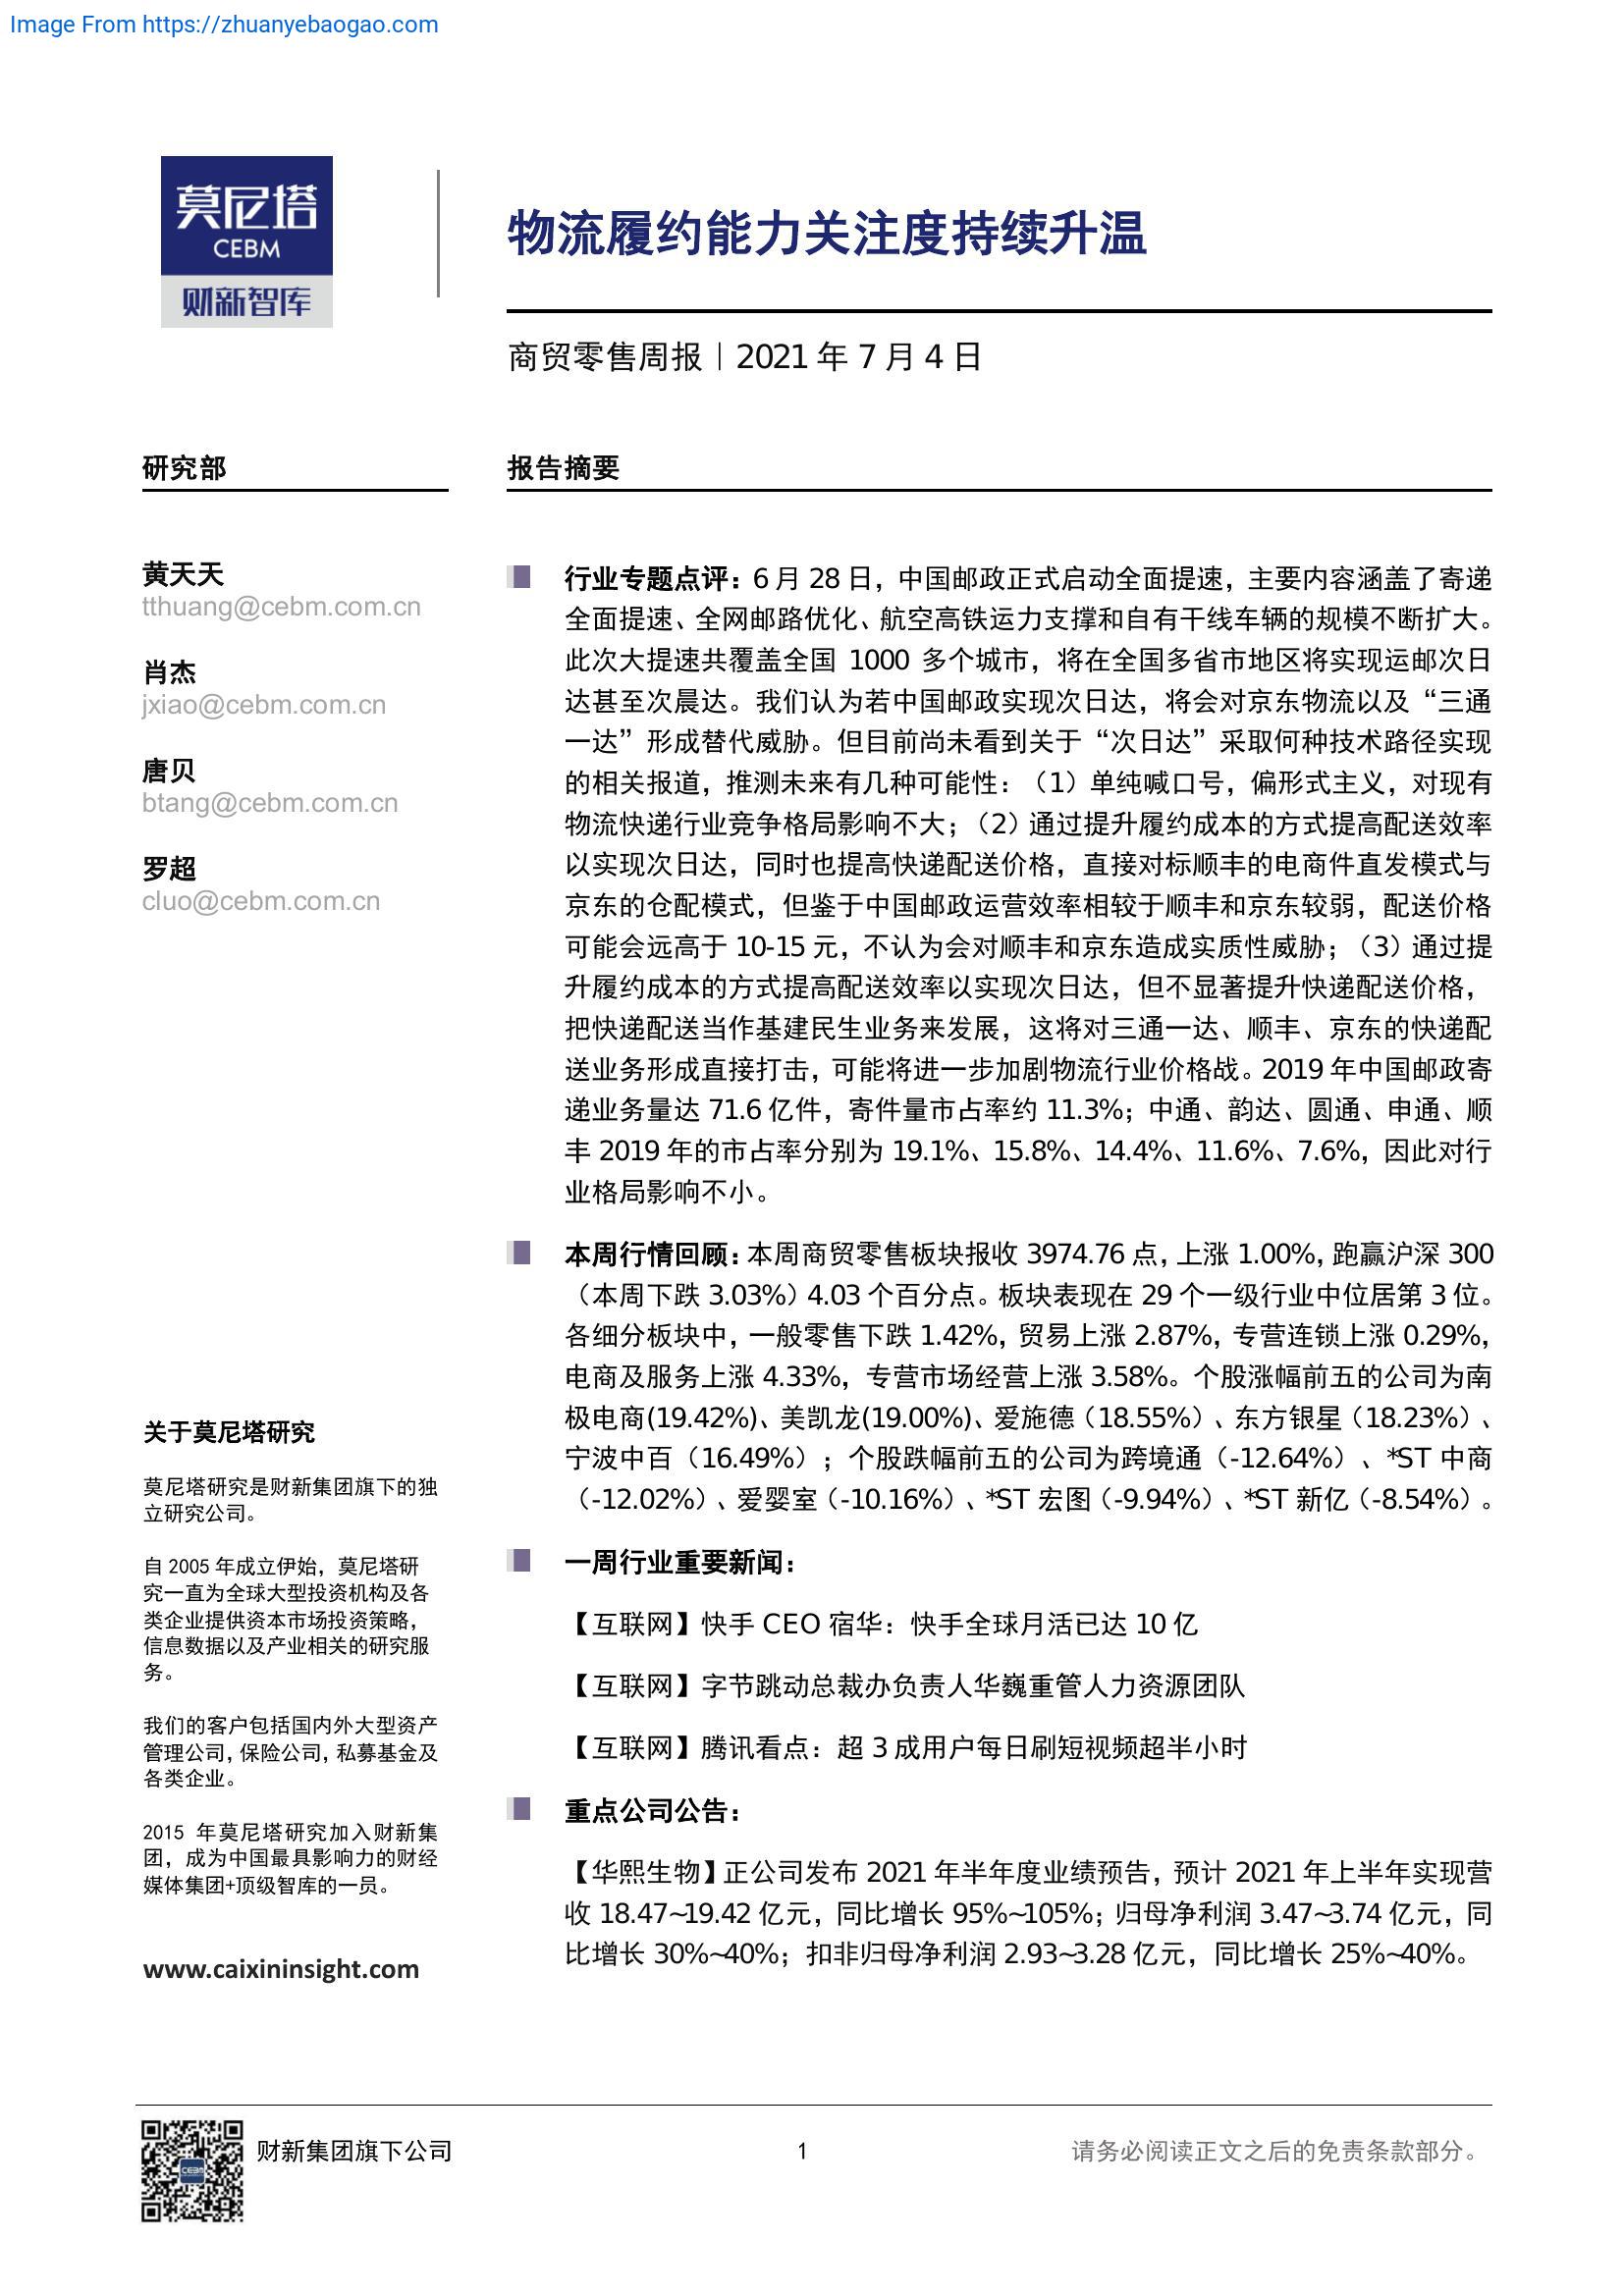 Image From https://zhuanyebaogao.com
莫尼塔
CEBM
财新智库
物流履约能力关注度持续升温
商贸零售周报｜2021 年 7 月 4 日
研究部
黄天天
tthuang@cebm.com.cn
肖杰
jxiao@cebm.com.cn
唐贝
btang@cebm.com.cn
罗超
cluo@cebm.com.cn
关于莫尼塔研究
莫尼塔研究是财新集团旗下的独
立研究公司。
自 2005 年成立伊始，莫尼塔研
究一直为全球大型投资机构及各
类企业提供资本市场投资策略，
信息数据以及产业相关的研究服
务。
我们的客户包括国内外大型资产
管理公司，保险公司，私募基金及
各类企业。
2015 年莫尼塔研究加入财新集
团，成为中国最具影响力的财经
媒体集团+顶级智库的一员。
www.caixininsight.com
报告摘要
行业专题点评：6 月 28 日，中国邮政正式启动全面提速，主要内容涵盖了寄递
全面提速、全网邮路优化、航空高铁运力支撑和自有干线车辆的规模不断扩大。
此次大提速共覆盖全国 1000 多个城市，将在全国多省市地区将实现运邮次日
达甚至次晨达。我们认为若中国邮政实现次日达，将会对京东物流以及“三通
一达”形成替代威胁。但目前尚未看到关于“次日达”采取何种技术路径实现
的相关报道，推测未来有几种可能性：（1）单纯喊口号，偏形式主义，对现有
物流快递行业竞争格局影响不大；（2）通过提升履约成本的方式提高配送效率
以实现次日达，同时也提高快递配送价格，直接对标顺丰的电商件直发模式与
京东的仓配模式，但鉴于中国邮政运营效率相较于顺丰和京东较弱，配送价格
可能会远高于 10-15 元，不认为会对顺丰和京东造成实质性威胁；（3）通过提
升履约成本的方式提高配送效率以实现次日达，但不显著提升快递配送价格，
把快递配送当作基建民生业务来发展，这将对三通一达、顺丰、京东的快递配
送业务形成直接打击，可能将进一步加剧物流行业价格战。2019 年中国邮政寄
递业务量达 71.6 亿件，寄件量市占率约 11.3%；中通、韵达、圆通、申通、顺
丰 2019 年的市占率分别为 19.1%、15.8%、14.4%、11.6%、7.6%，因此对行
业格局影响不小。
本周行情回顾：本周商贸零售板块报收 3974.76 点，上涨 1.00%，跑赢沪深 300
（本周下跌 3.03%）4.03 个百分点。板块表现在 29 个一级行业中位居第 3 位。
各细分板块中，一般零售下跌 1.42%，贸易上涨 2.87%，专营连锁上涨 0.29%，
电商及服务上涨 4.33%，专营市场经营上涨 3.58%。个股涨幅前五的公司为南
极电商(19.42%)、美凯龙(19.00%)、爱施德（18.55%）、东方银星（18.23%）、
宁波中百（16.49%）；个股跌幅前五的公司为跨境通（-12.64%）、*ST 中商
（-12.02%）、爱婴室（-10.16%）、*ST 宏图（-9.94%）、*ST 新亿（-8.54%）。
一周行业重要新闻：
【互联网】快手 CEO 宿华：快手全球月活已达 10 亿
【互联网】字节跳动总裁办负责人华巍重管人力资源团队
【互联网】腾讯看点：超 3 成用户每日刷短视频超半小时
重点公司公告：
【华熙生物】正公司发布 2021 年半年度业绩预告，预计 2021 年上半年实现营
收 18.47~19.42 亿元，同比增长 95%~105%；归母净利润 3.47~3.74 亿元，同
比增长 30%~40%；扣非归母净利润 2.93~3.28 亿元，同比增长 25%~40%。
CEBM
财新集团旗下公司
1
请务必阅读正文之后的免责条款部分。